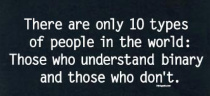 There are only 10 types
of people in the world:
Those who understand binary
and those who don't.